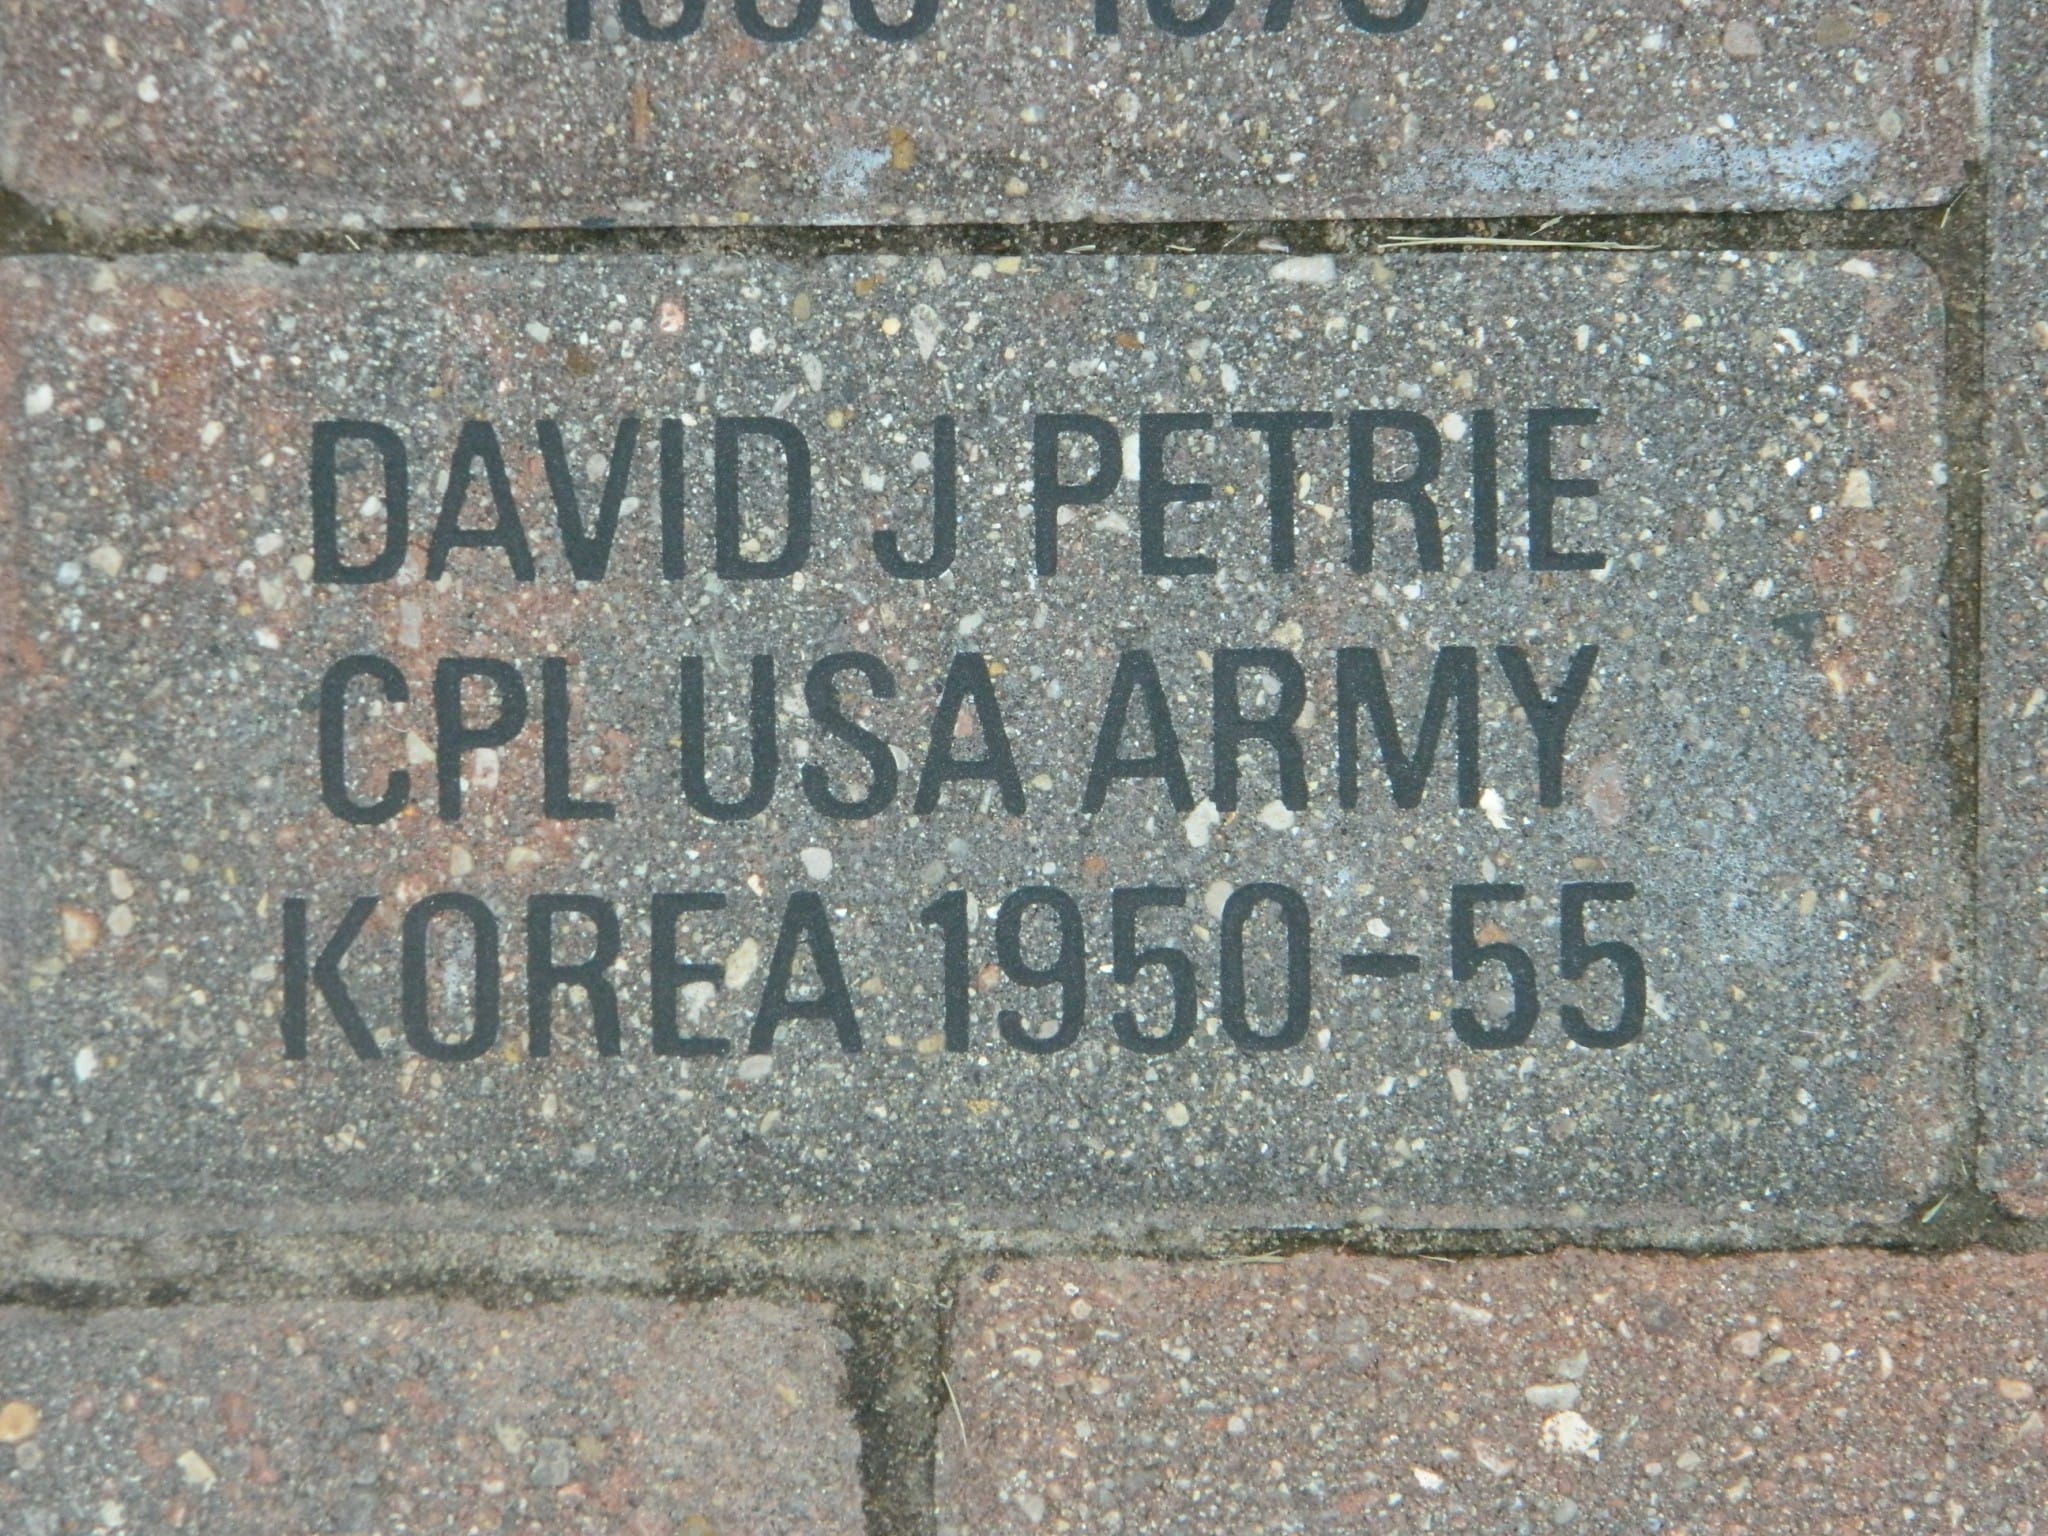 DAVID J PETRIE
CPL USA ARMY
KOREA 1950-55